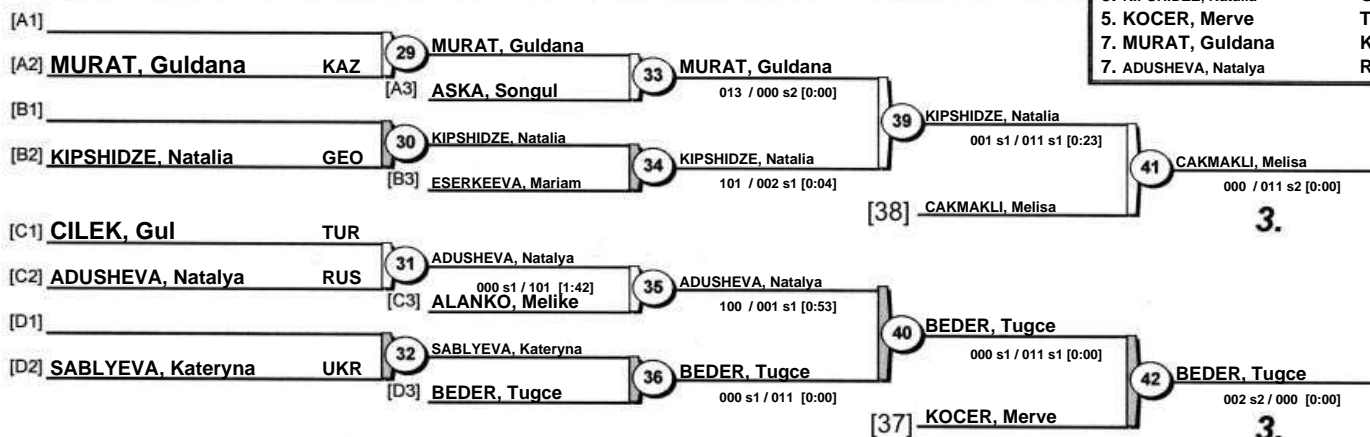 5. KOCER, Merve T
7. MURAT, Guldana K
7. ADUSHEVA, Natalya R
[A1]
[A2] MURAT, Guldana KAZ
29
MURAT, Guldana
[A3] ASKA, Songul
33
MURAT, Guldana
013 / 000 s2 [0:00]
[B1]
[B2] KIPSHIDZE, Natalia GEO
30
KIPSHIDZE, Natalia
[B3] ESERKEEVA, Mariam
34
KIPSHIDZE, Natalia
101 / 002 s1 [0:04]
39
KIPSHIDZE, Natalia
001 s1 / 011 s1 [0:23]
[38] CAKMAKLI, Melisa
41
CAKMAKLI, Melisa
000 / 011 s2 [0:00]
3.
[C1] CILEK, Gul TUR
[C2] ADUSHEVA, Natalya RUS
31
ADUSHEVA, Natalya
000 s1 / 101 [1:42]
[C3] ALANKO, Melike
35
ADUSHEVA, Natalya
100 / 001 s1 [0:53]
[D1]
[D2] SABLYEVA, Kateryna UKR
32
SABLYEVA, Kateryna
[D3] BEDER, Tugce
36
BEDER, Tugce
000 s1 / 011 [0:00]
40
BEDER, Tugce
000 s1 / 011 s1 [0:00]
[37] KOCER, Merve
42
BEDER, Tugce
002 s2 / 000 [0:00]
3.